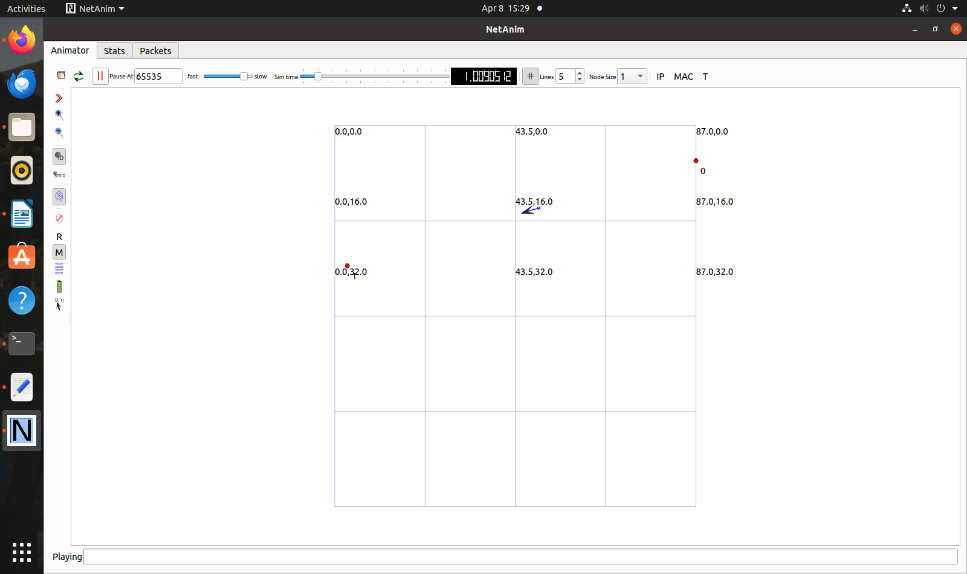 Activities NetAnim Apr 8 15:29
NetAnim
Animator Stats Packets
Pause At 65535 Fast slow Sim time 1.090512 # Lines 5 Node Size 1 IP MAC T
0.0,0.0 43.5,0.0 87.0,0.0
0
0.0,16.0 43.5,16.0 87.0,16.0
R
M
0.0,32.0 43.5,32.0 87.0,32.0
N
Playing